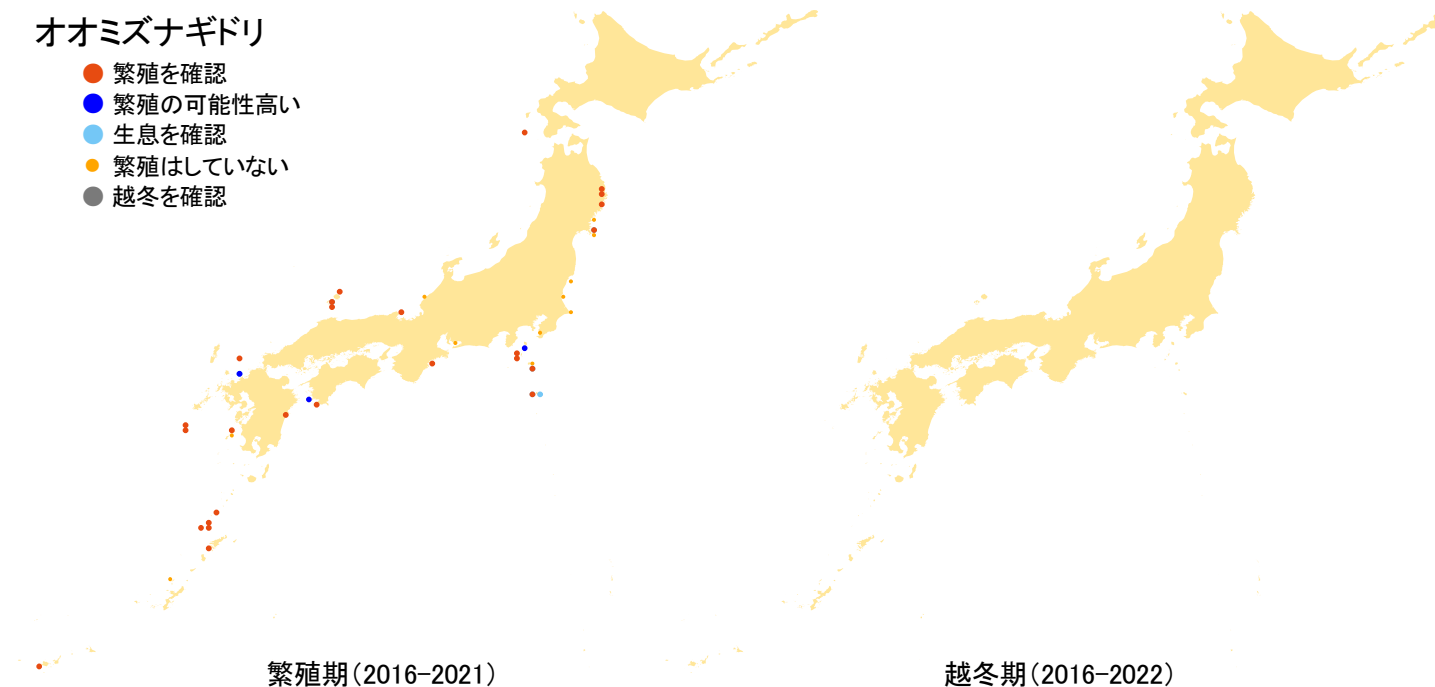 オオミズナギドリ
繁殖を確認
繁殖の可能性高い
生息を確認
繁殖はしていない
越冬を確認
繁殖期(2016-2021)
越冬期(2016-2022)